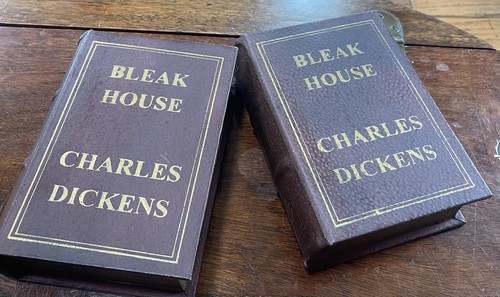 BLEAK
HOUSE
CHARLES
DICKENS
BLEAK
HOUSE
CHARLES
DICKENS